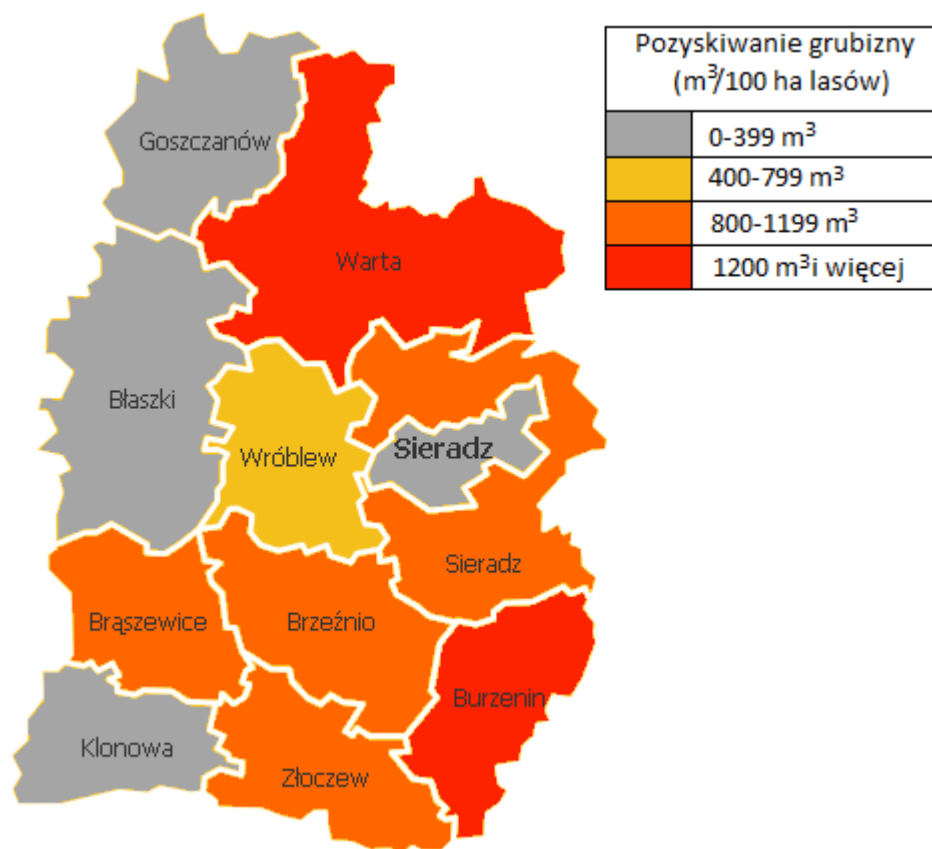 Pozyskiwanie grubizny
(m³/100 ha lasów)
0-399 m³
400-799 m³
800-1199 m³
1200 m³i więcej
Goszczanów
Warta
Błaszki
Sieradz
Wróblew
Sieradz
Brąszewice
Brzeźnio
Burzenin
Klonowa
Złoczew